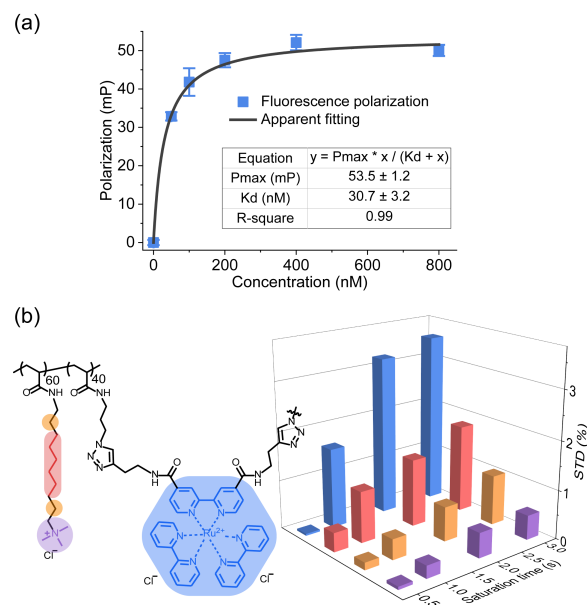 (a)
50
40
30
20
10
0
Polarization (mP)
Fluorescence polarization
Apparent fitting
Equation y = Pmax * x / (Kd + x)
Pmax (mP) 53.5 ± 1.2
Kd (nM) 30.7 ± 3.2
R-square 0.99
0 200 400 600 800
Concentration (nM)
(b)
60 40
O NH O NH
N N N
HN O O NH
N N N
N N
N Ru2+ N
N N
N+
Cl−
Cl− Cl−
3
2
1
0
STD (%)
0.5 1.0 1.5 2.0 2.5 3.0
Saturation time (s)